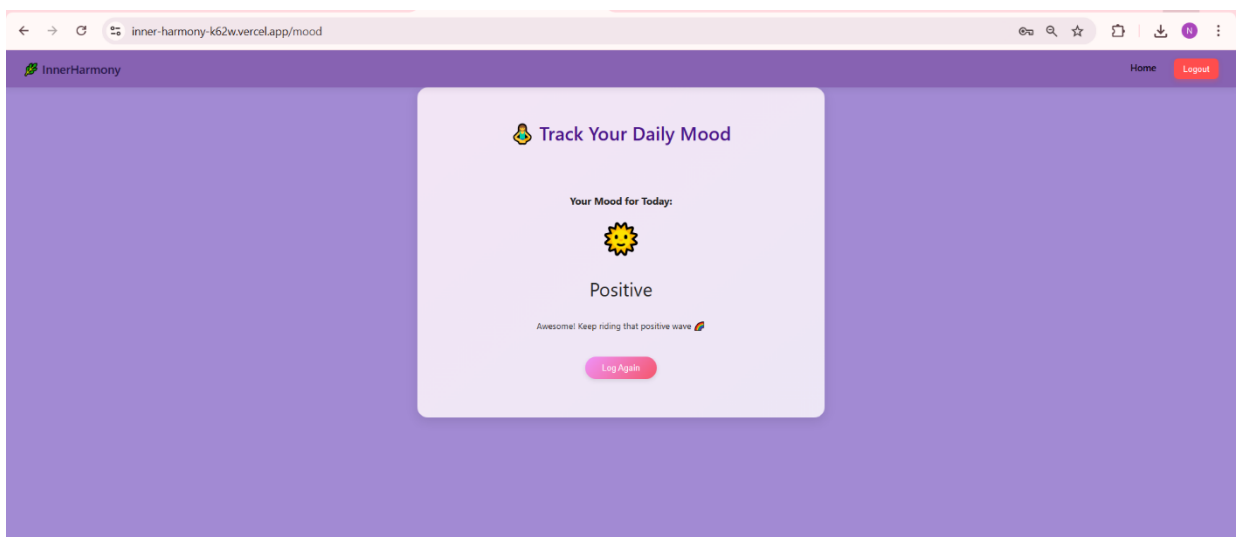 inner-harmony-k62w.vercel.app/mood
N
InnerHarmony
Home
Logout
Track Your Daily Mood
Your Mood for Today:
Positive
Awesome! Keep riding that positive wave 🌈
Log Again